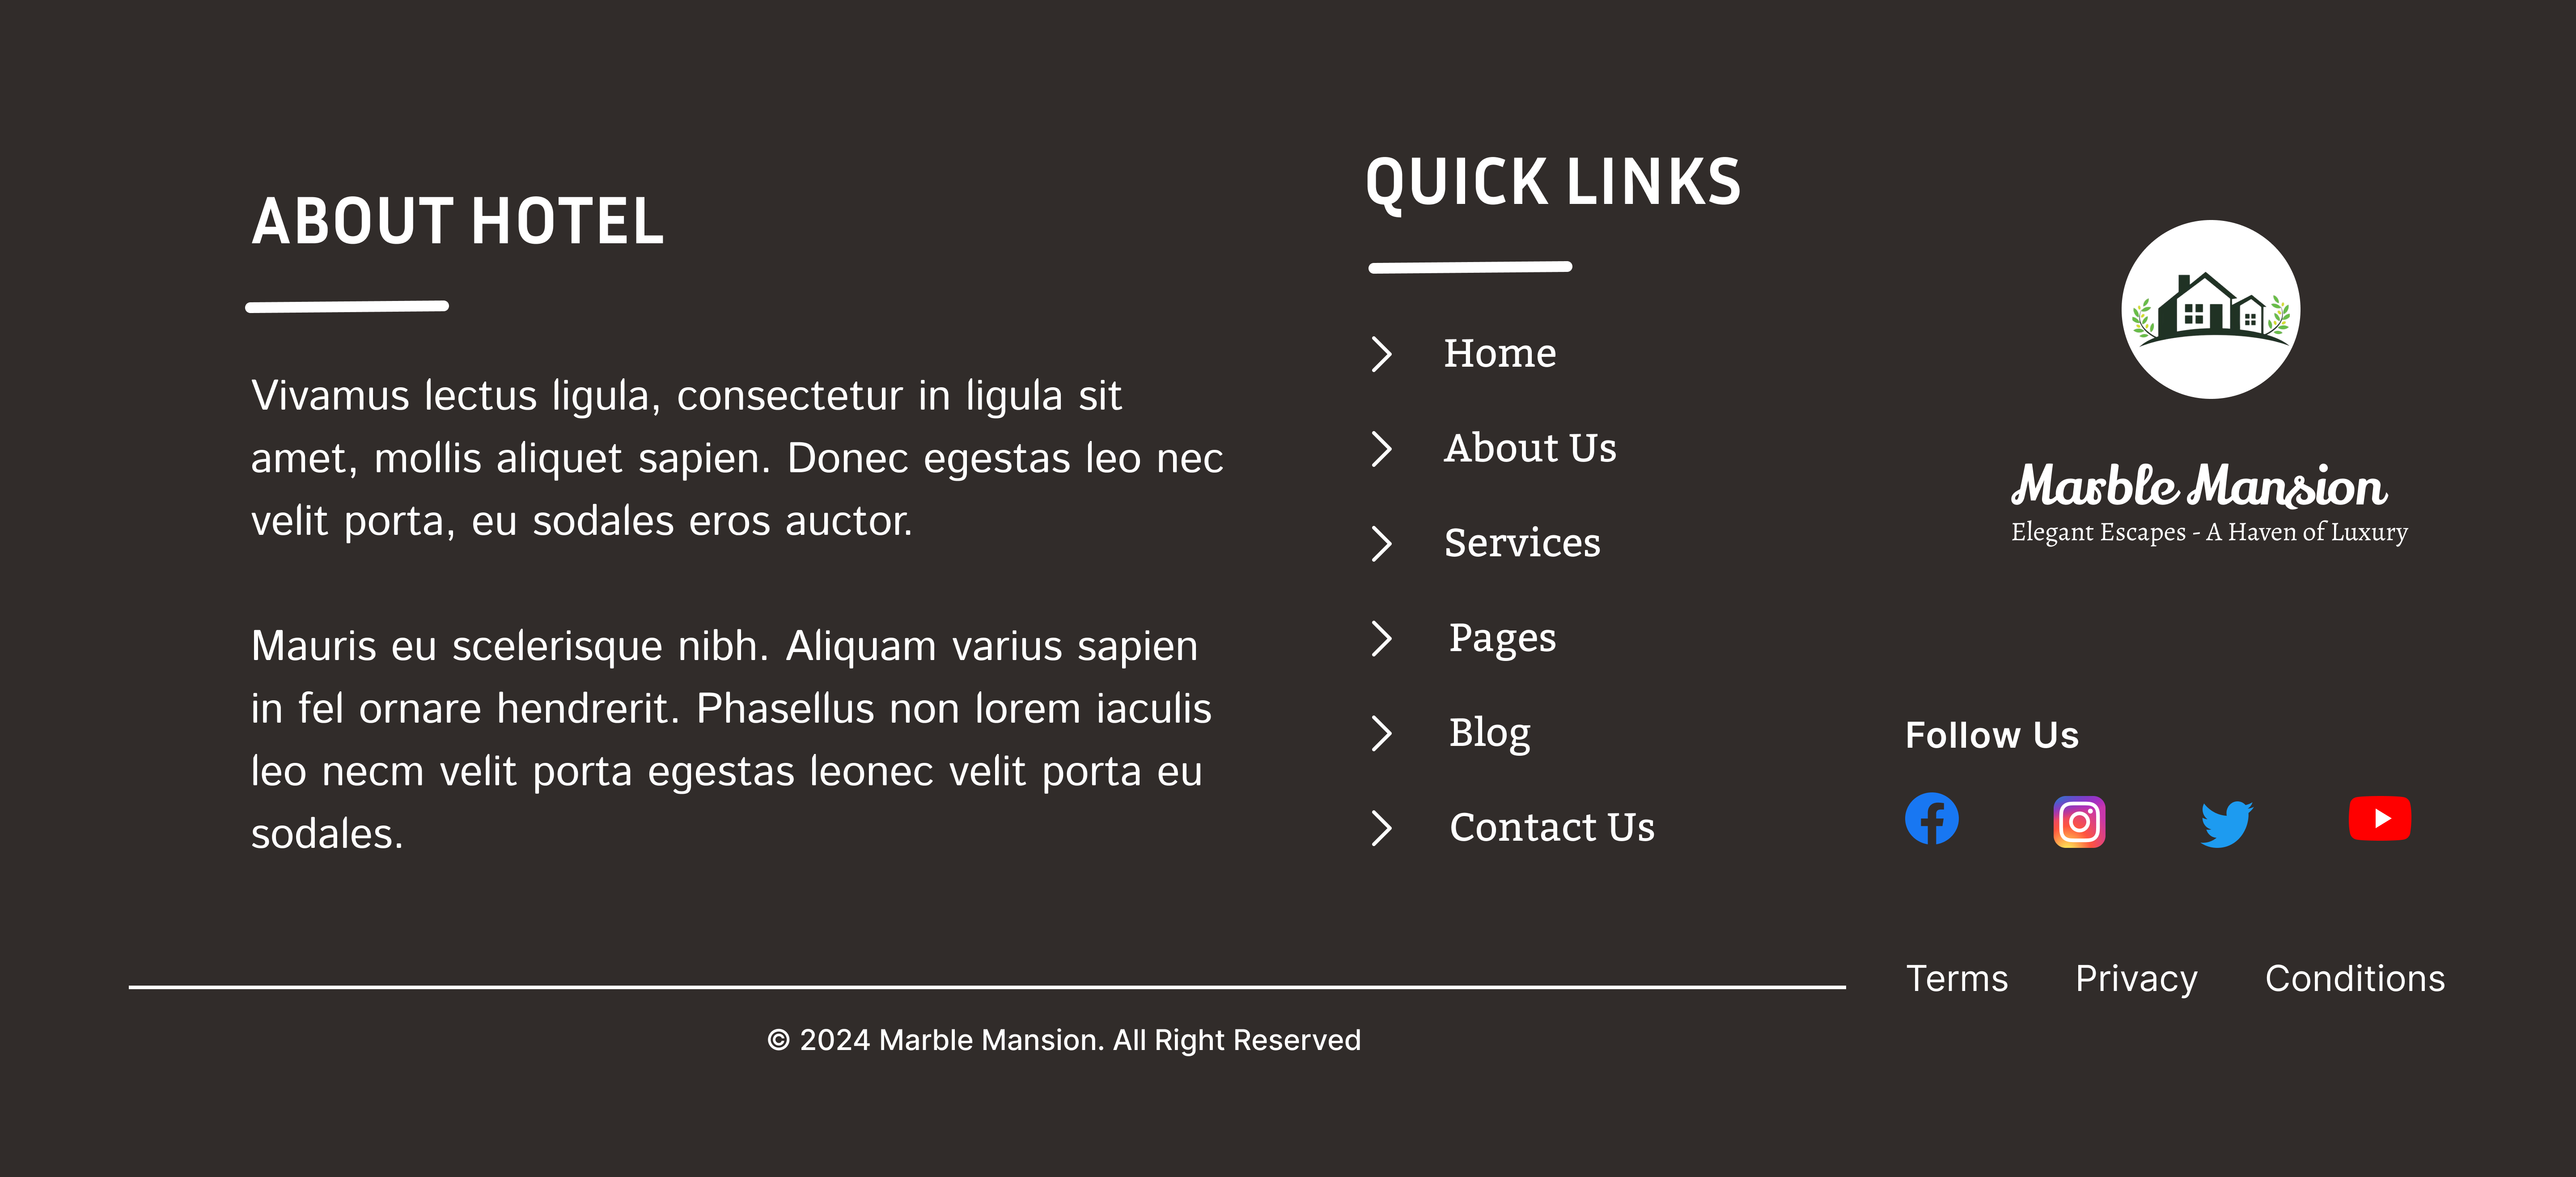 ABOUT HOTEL
Vivamus lectus ligula, consectetur in ligula sit
amet, mollis aliquet sapien. Donec egestas leo nec
velit porta, eu sodales eros auctor.
Mauris eu scelerisque nibh. Aliquam varius sapien
in fel ornare hendrerit. Phasellus non lorem iaculis
leo necm velit porta egestas leonec velit porta eu
sodales.
QUICK LINKS
Home
About Us
Services
Pages
Blog
Contact Us
Marble Mansion
Elegant Escapes - A Haven of Luxury
Follow Us
Terms Privacy Conditions
© 2024 Marble Mansion. All Right Reserved